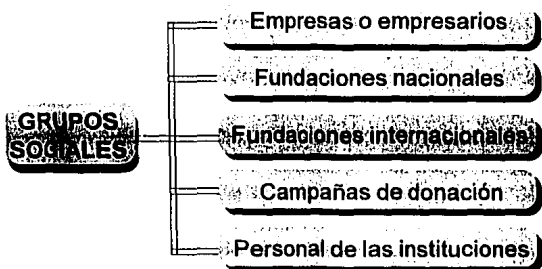 GRUPOS
SOCIALES
Empresas o empresarios
Fundaciones nacionales
Fundaciones internacionales
Campañas de donación
Personal de las instituciones